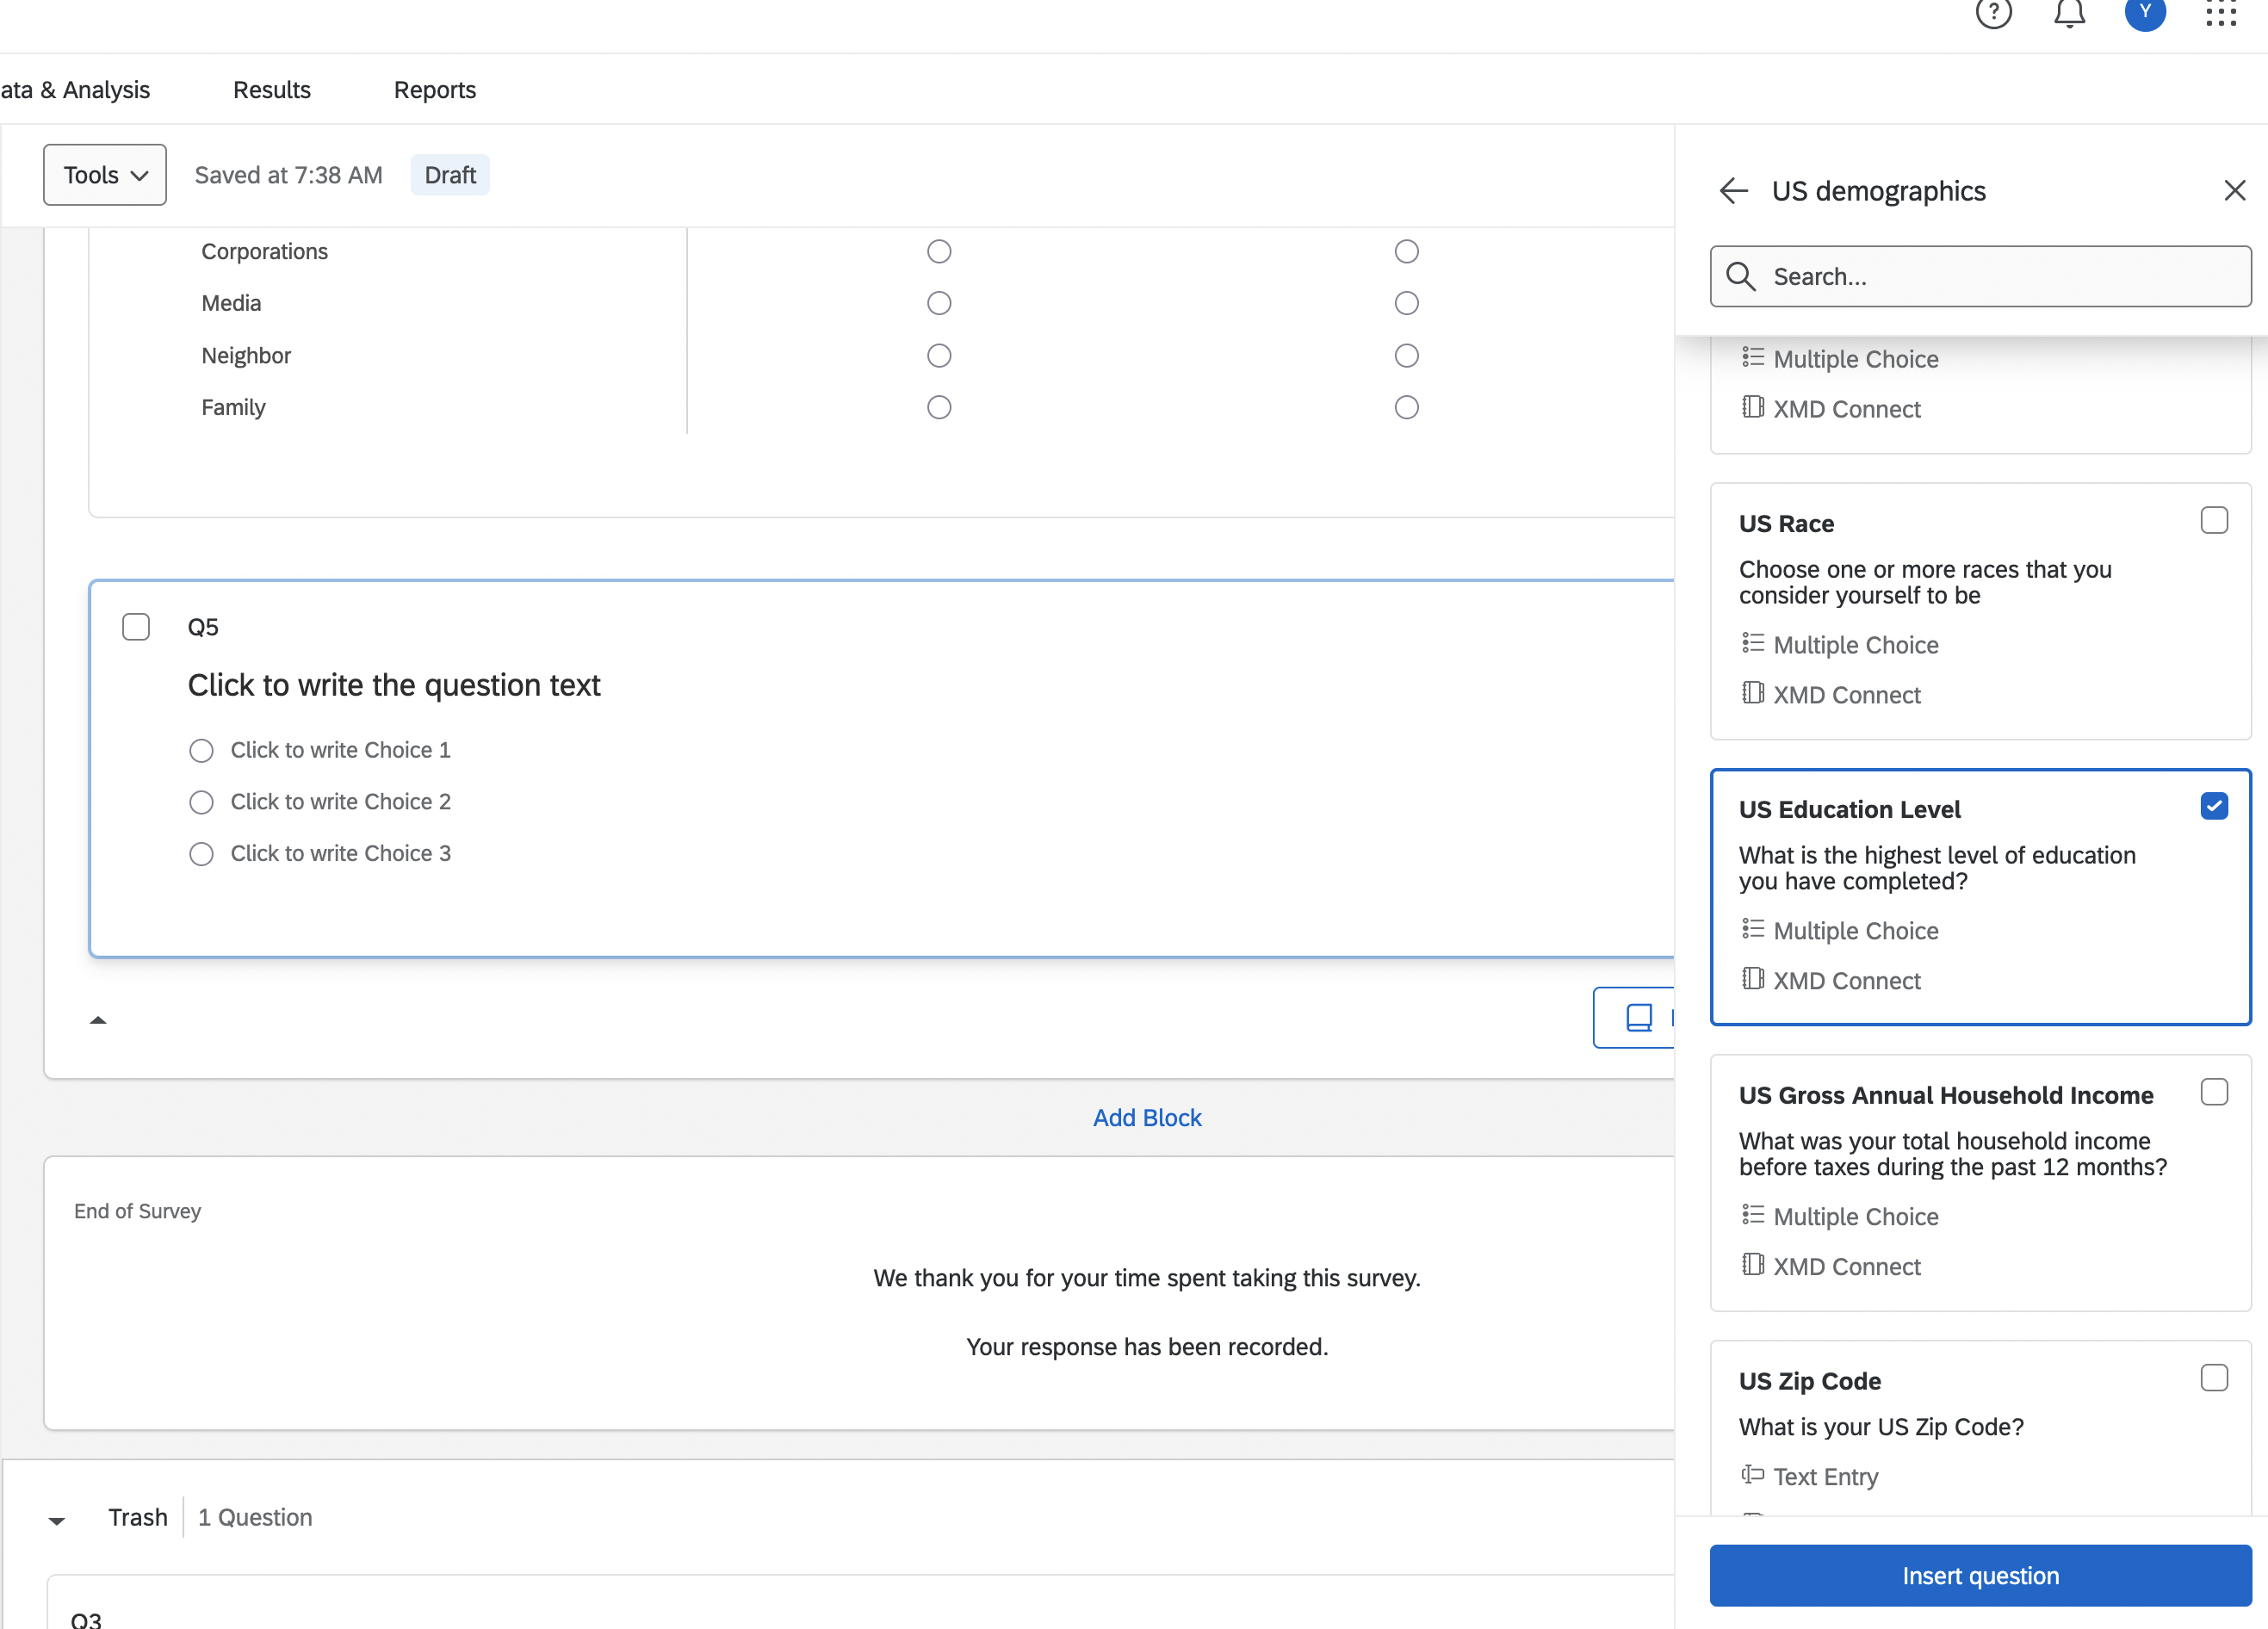 ?
Y
ata & Analysis
Results
Reports
Tools
Saved at 7:38 AM
Draft
Corporations
Media
Neighbor
Family
Q5
Click to write the question text
Click to write Choice 1
Click to write Choice 2
Click to write Choice 3
Add Block
End of Survey
We thank you for your time spent taking this survey.
Your response has been recorded.
Trash
1 Question
Q3
US demographics
Search...
Multiple Choice
XMD Connect
US Race
Choose one or more races that you
consider yourself to be
Multiple Choice
XMD Connect
US Education Level
What is the highest level of education
you have completed?
Multiple Choice
XMD Connect
US Gross Annual Household Income
What was your total household income
before taxes during the past 12 months?
Multiple Choice
XMD Connect
US Zip Code
What is your US Zip Code?
Text Entry
Insert question